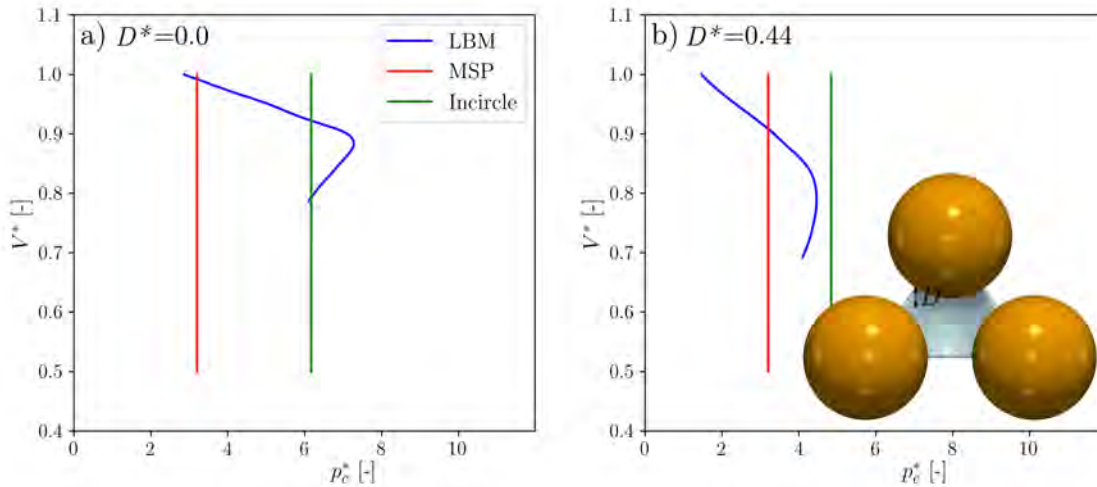 a) D*=0.0
LBM
MSP
Incircle
1.1
1.0
0.9
0.8
0.7
0.6
0.5
0.4
V* [-]
0 2 4 6 8 10
p*c [-]
b) D*=0.44
1.1
1.0
0.9
0.8
0.7
0.6
0.5
0.4
V* [-]
D
0 2 4 6 8 10
p*c [-]